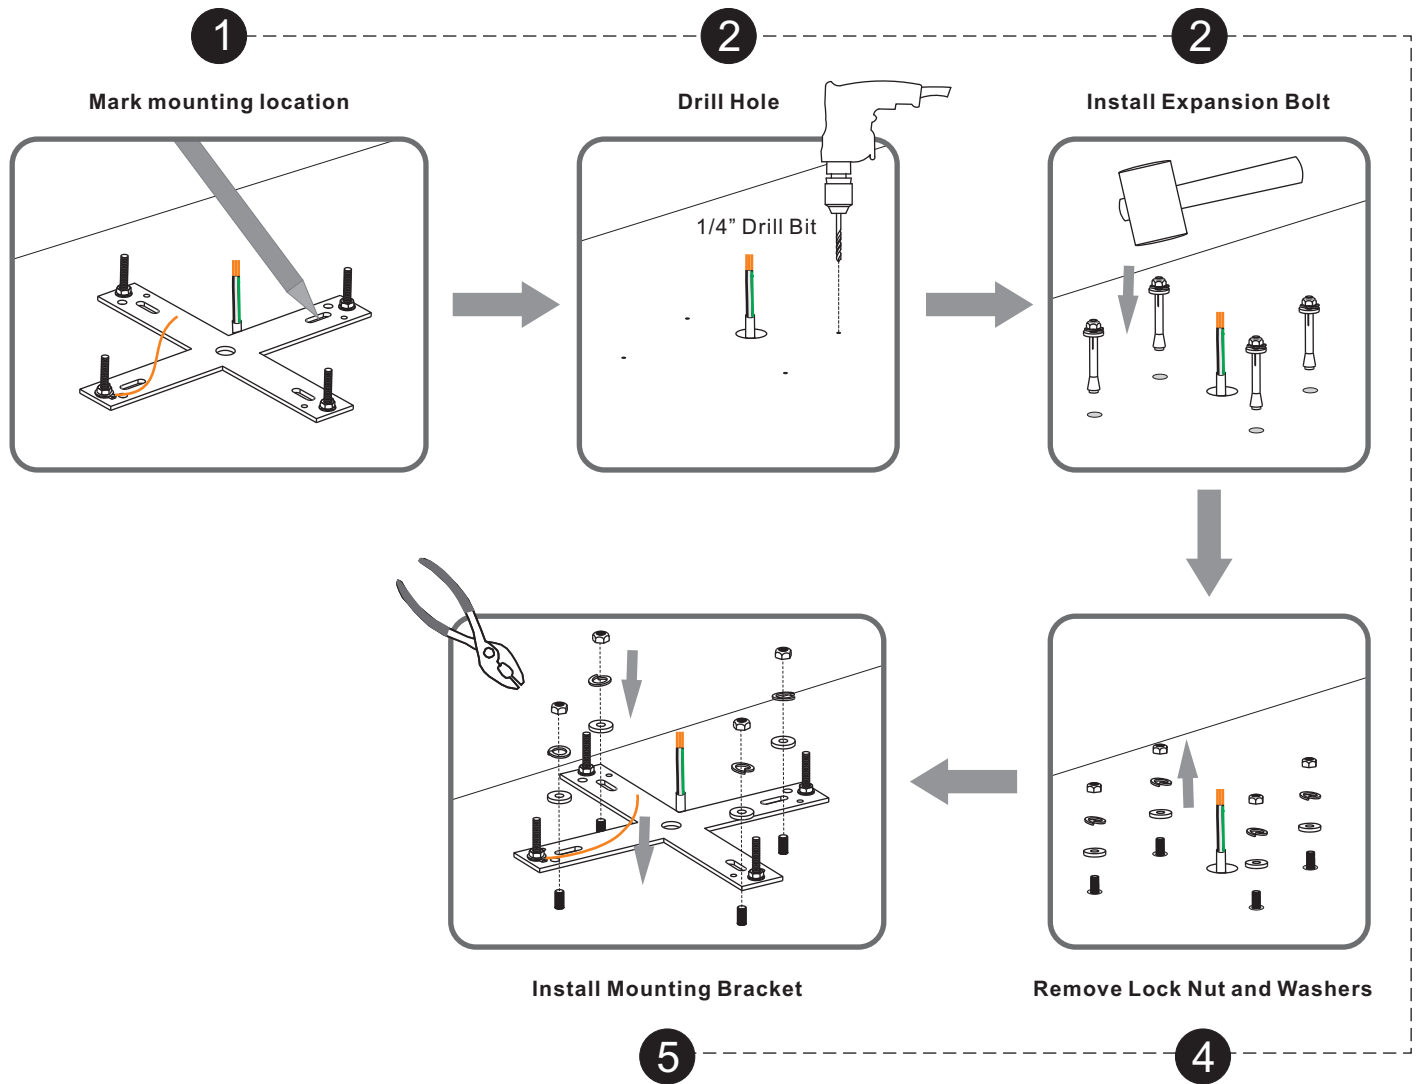 1
2
2
Mark mounting location
Drill Hole
Install Expansion Bolt
1/4” Drill Bit
Install Mounting Bracket
Remove Lock Nut and Washers
5
4